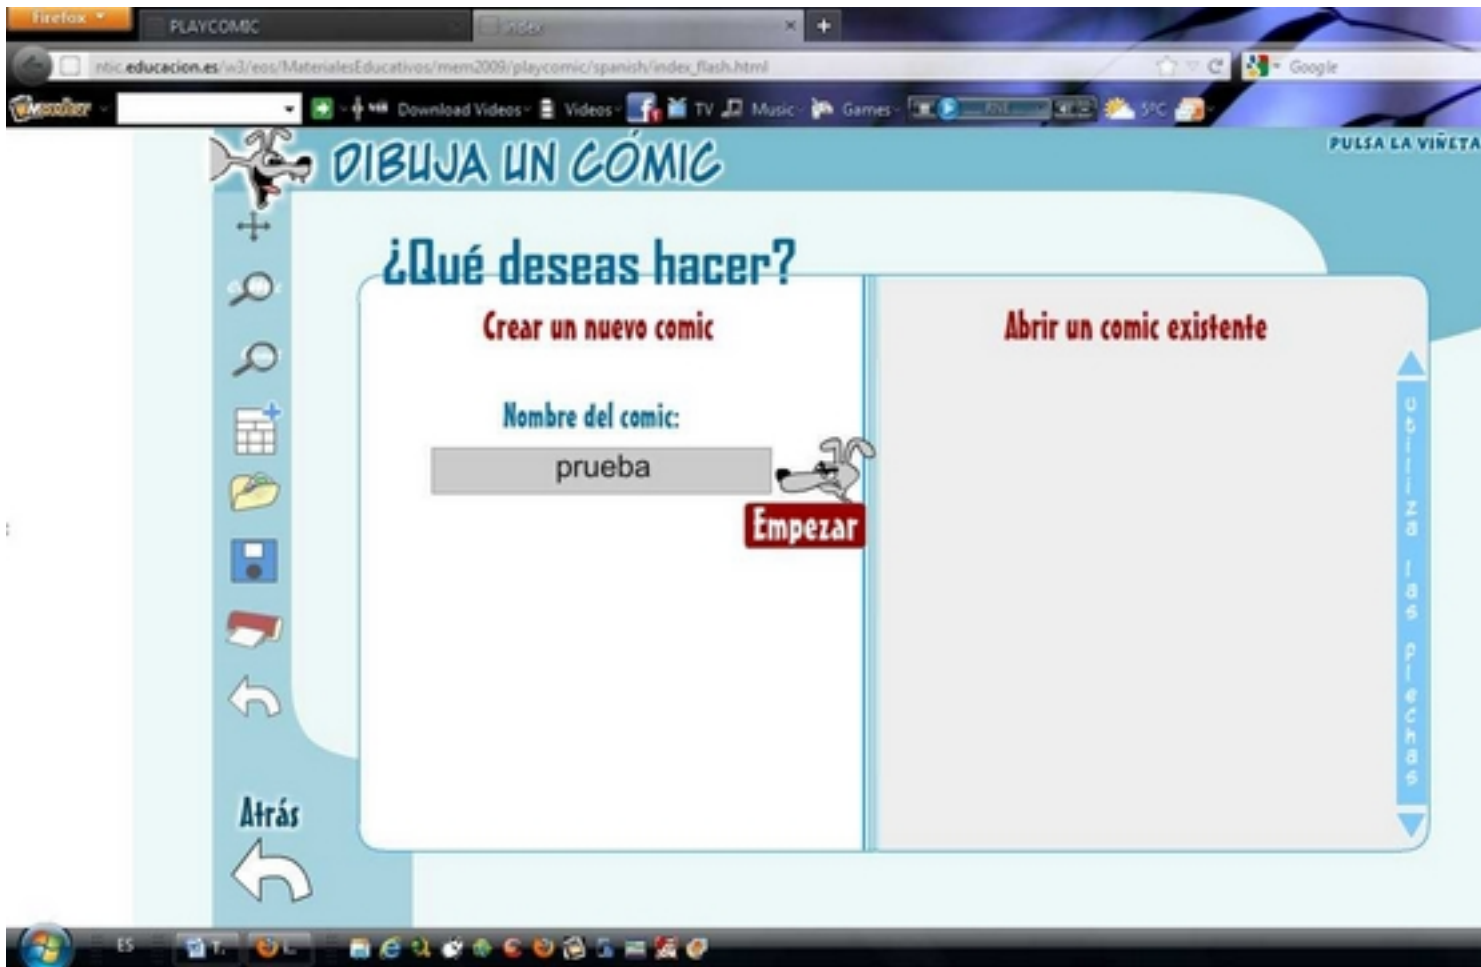 Firefox
PLAYCOMIC
index
ntic.educacion.es/w3/eos/MaterialesEducativos/mem2009/playcomic/spanish/index_flash.html
Google
Download Videos
Videos
TV
Music
Games
5°C
DIBUJA UN CÓMIC
PULSA LA VIÑETA
¿Qué deseas hacer?
Crear un nuevo comic
Abrir un comic existente
Nombre del comic:
prueba
Empezar
Utiliza las flechas
Atrás
ES
T.